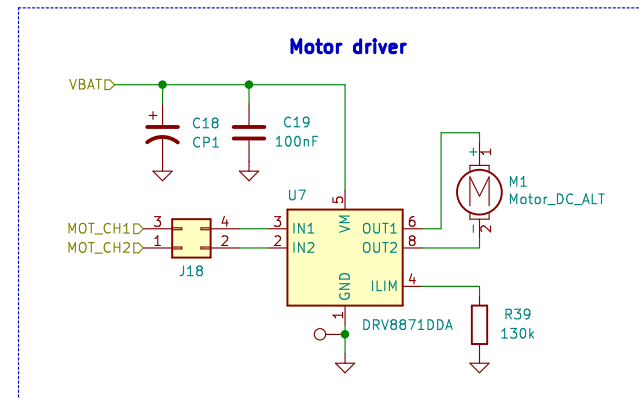 Motor driver
VBAT
+
C18
CP1
C19
100nF
U7
5
VM
MOT_CH1 3 4 3 IN1
MOT_CH2 1 2 2 IN2
J18
OUT1 6
OUT2 8
ILIM 4
GND
1
DRV8871DDA
+ 1
M
M1
Motor_DC_ALT
- 2
R39
130k